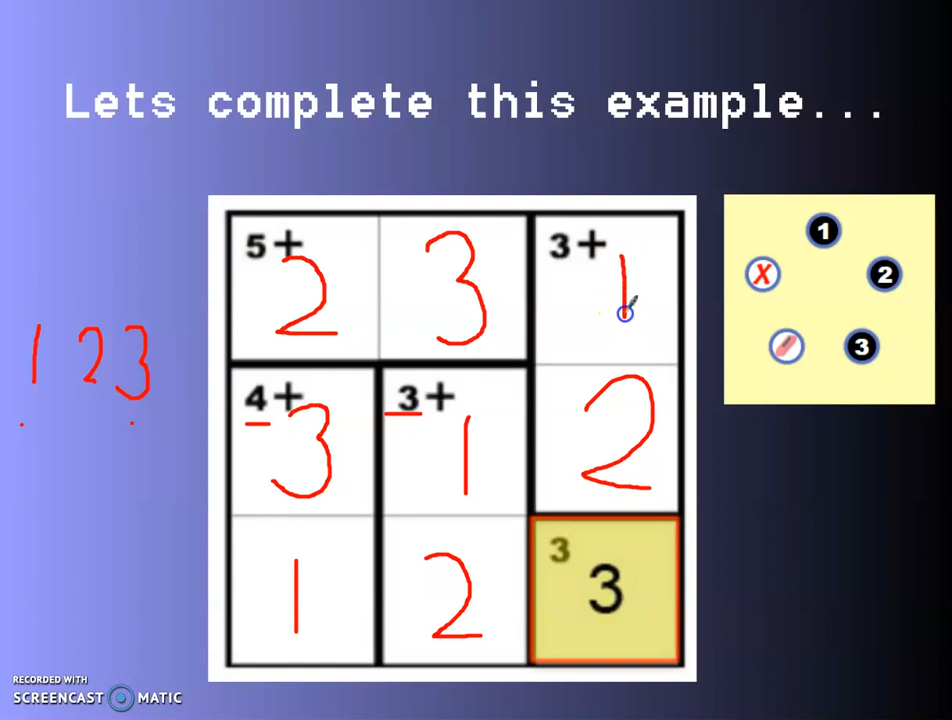 Lets complete this example...
5+ 2 3 3+ 1
1 2 3
4+ 3 3+ 1 2
1 2 3 3
1
X 2
3
RECORDED WITH
SCREENCAST MATIC